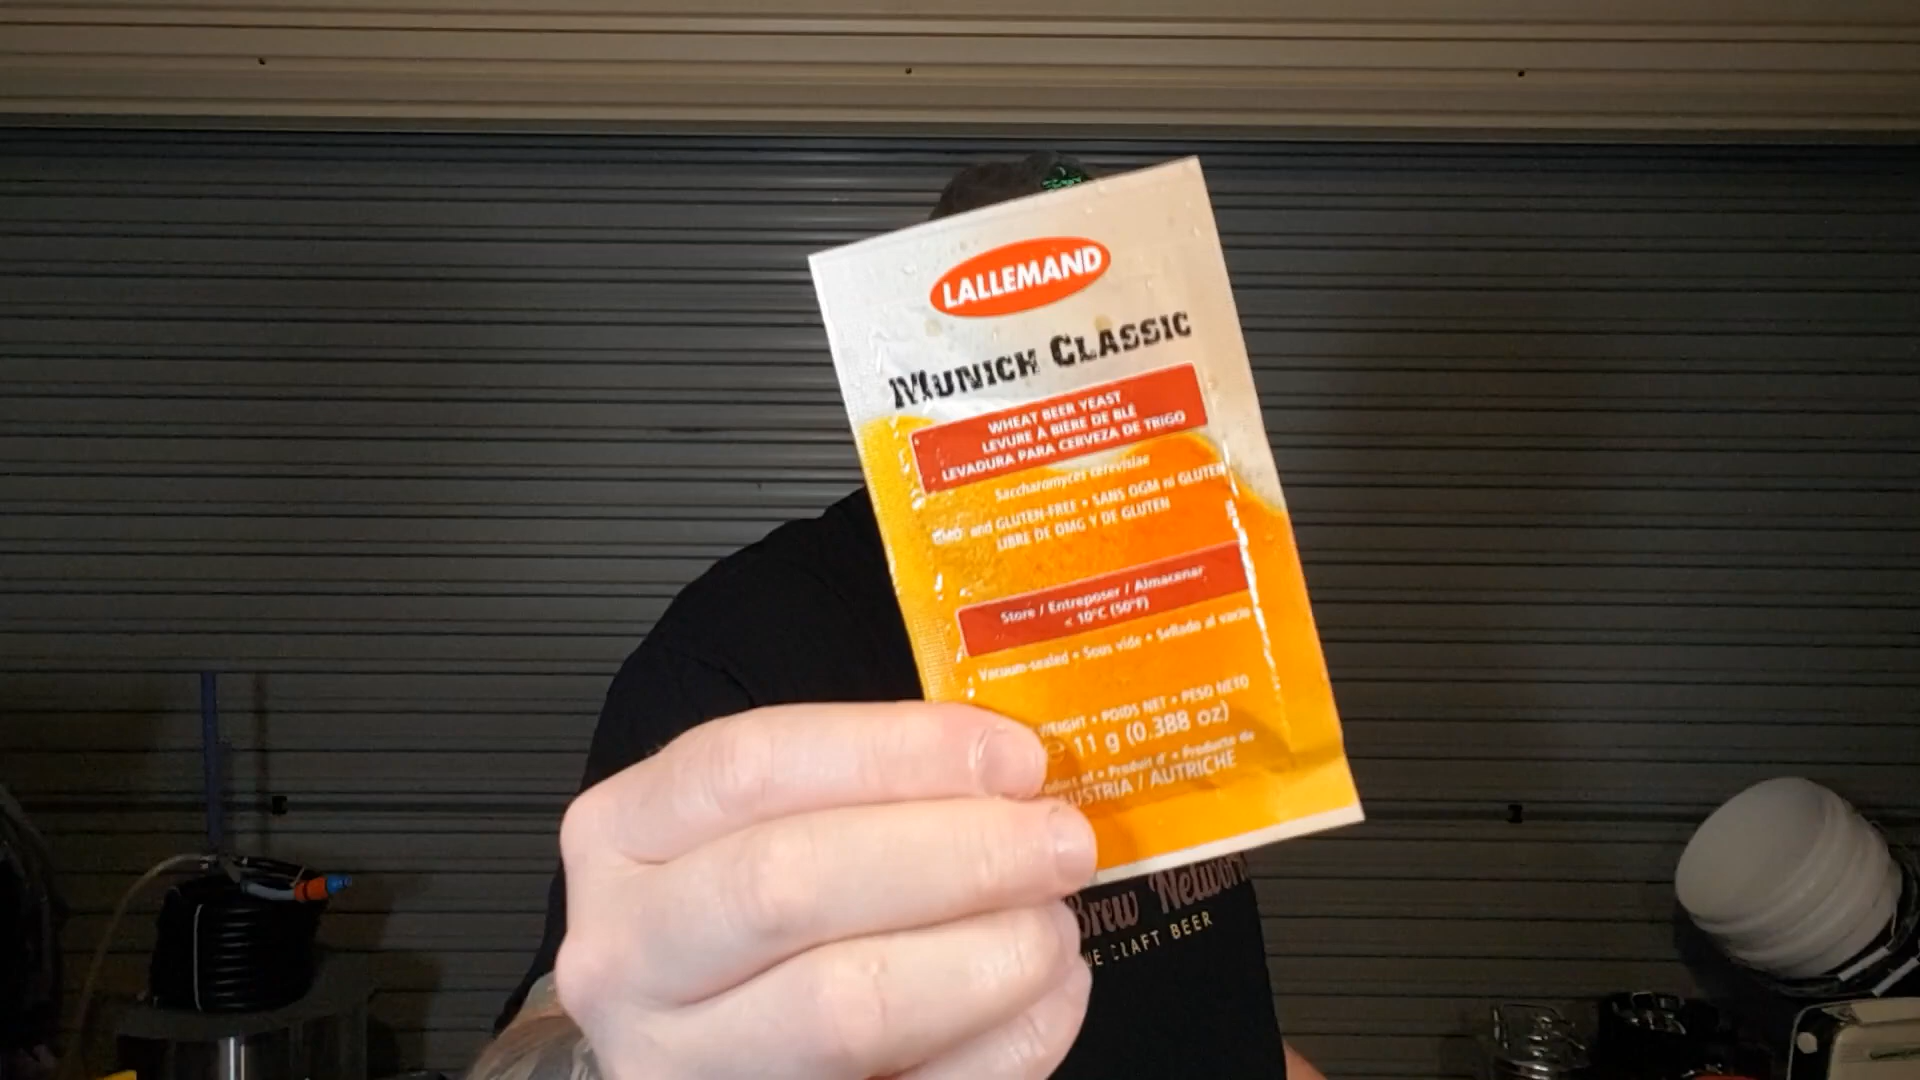 LALLEMAND
MUNICH CLASSIC
WHEAT BEER YEAST
LEVURE À BIÈRE DE BLÉ
LEVADURA PARA CERVEZA DE TRIGO
Saccharomyces cerevisiae
GMO and GLUTEN-FREE • SANS OGM ni GLUTEN
LIBRE DE OMG Y DE GLUTEN
Store / Entreposer / Almacenar
< 10°C (50°F)
Vacuum-sealed • Sous vide • Sellado al vacío
WEIGHT • POIDS NET • PESO NETO
e 11 g (0.388 oz)
of • Produit d' • Producto de
AUSTRIA / AUTRICHE
Brew Network
BEER